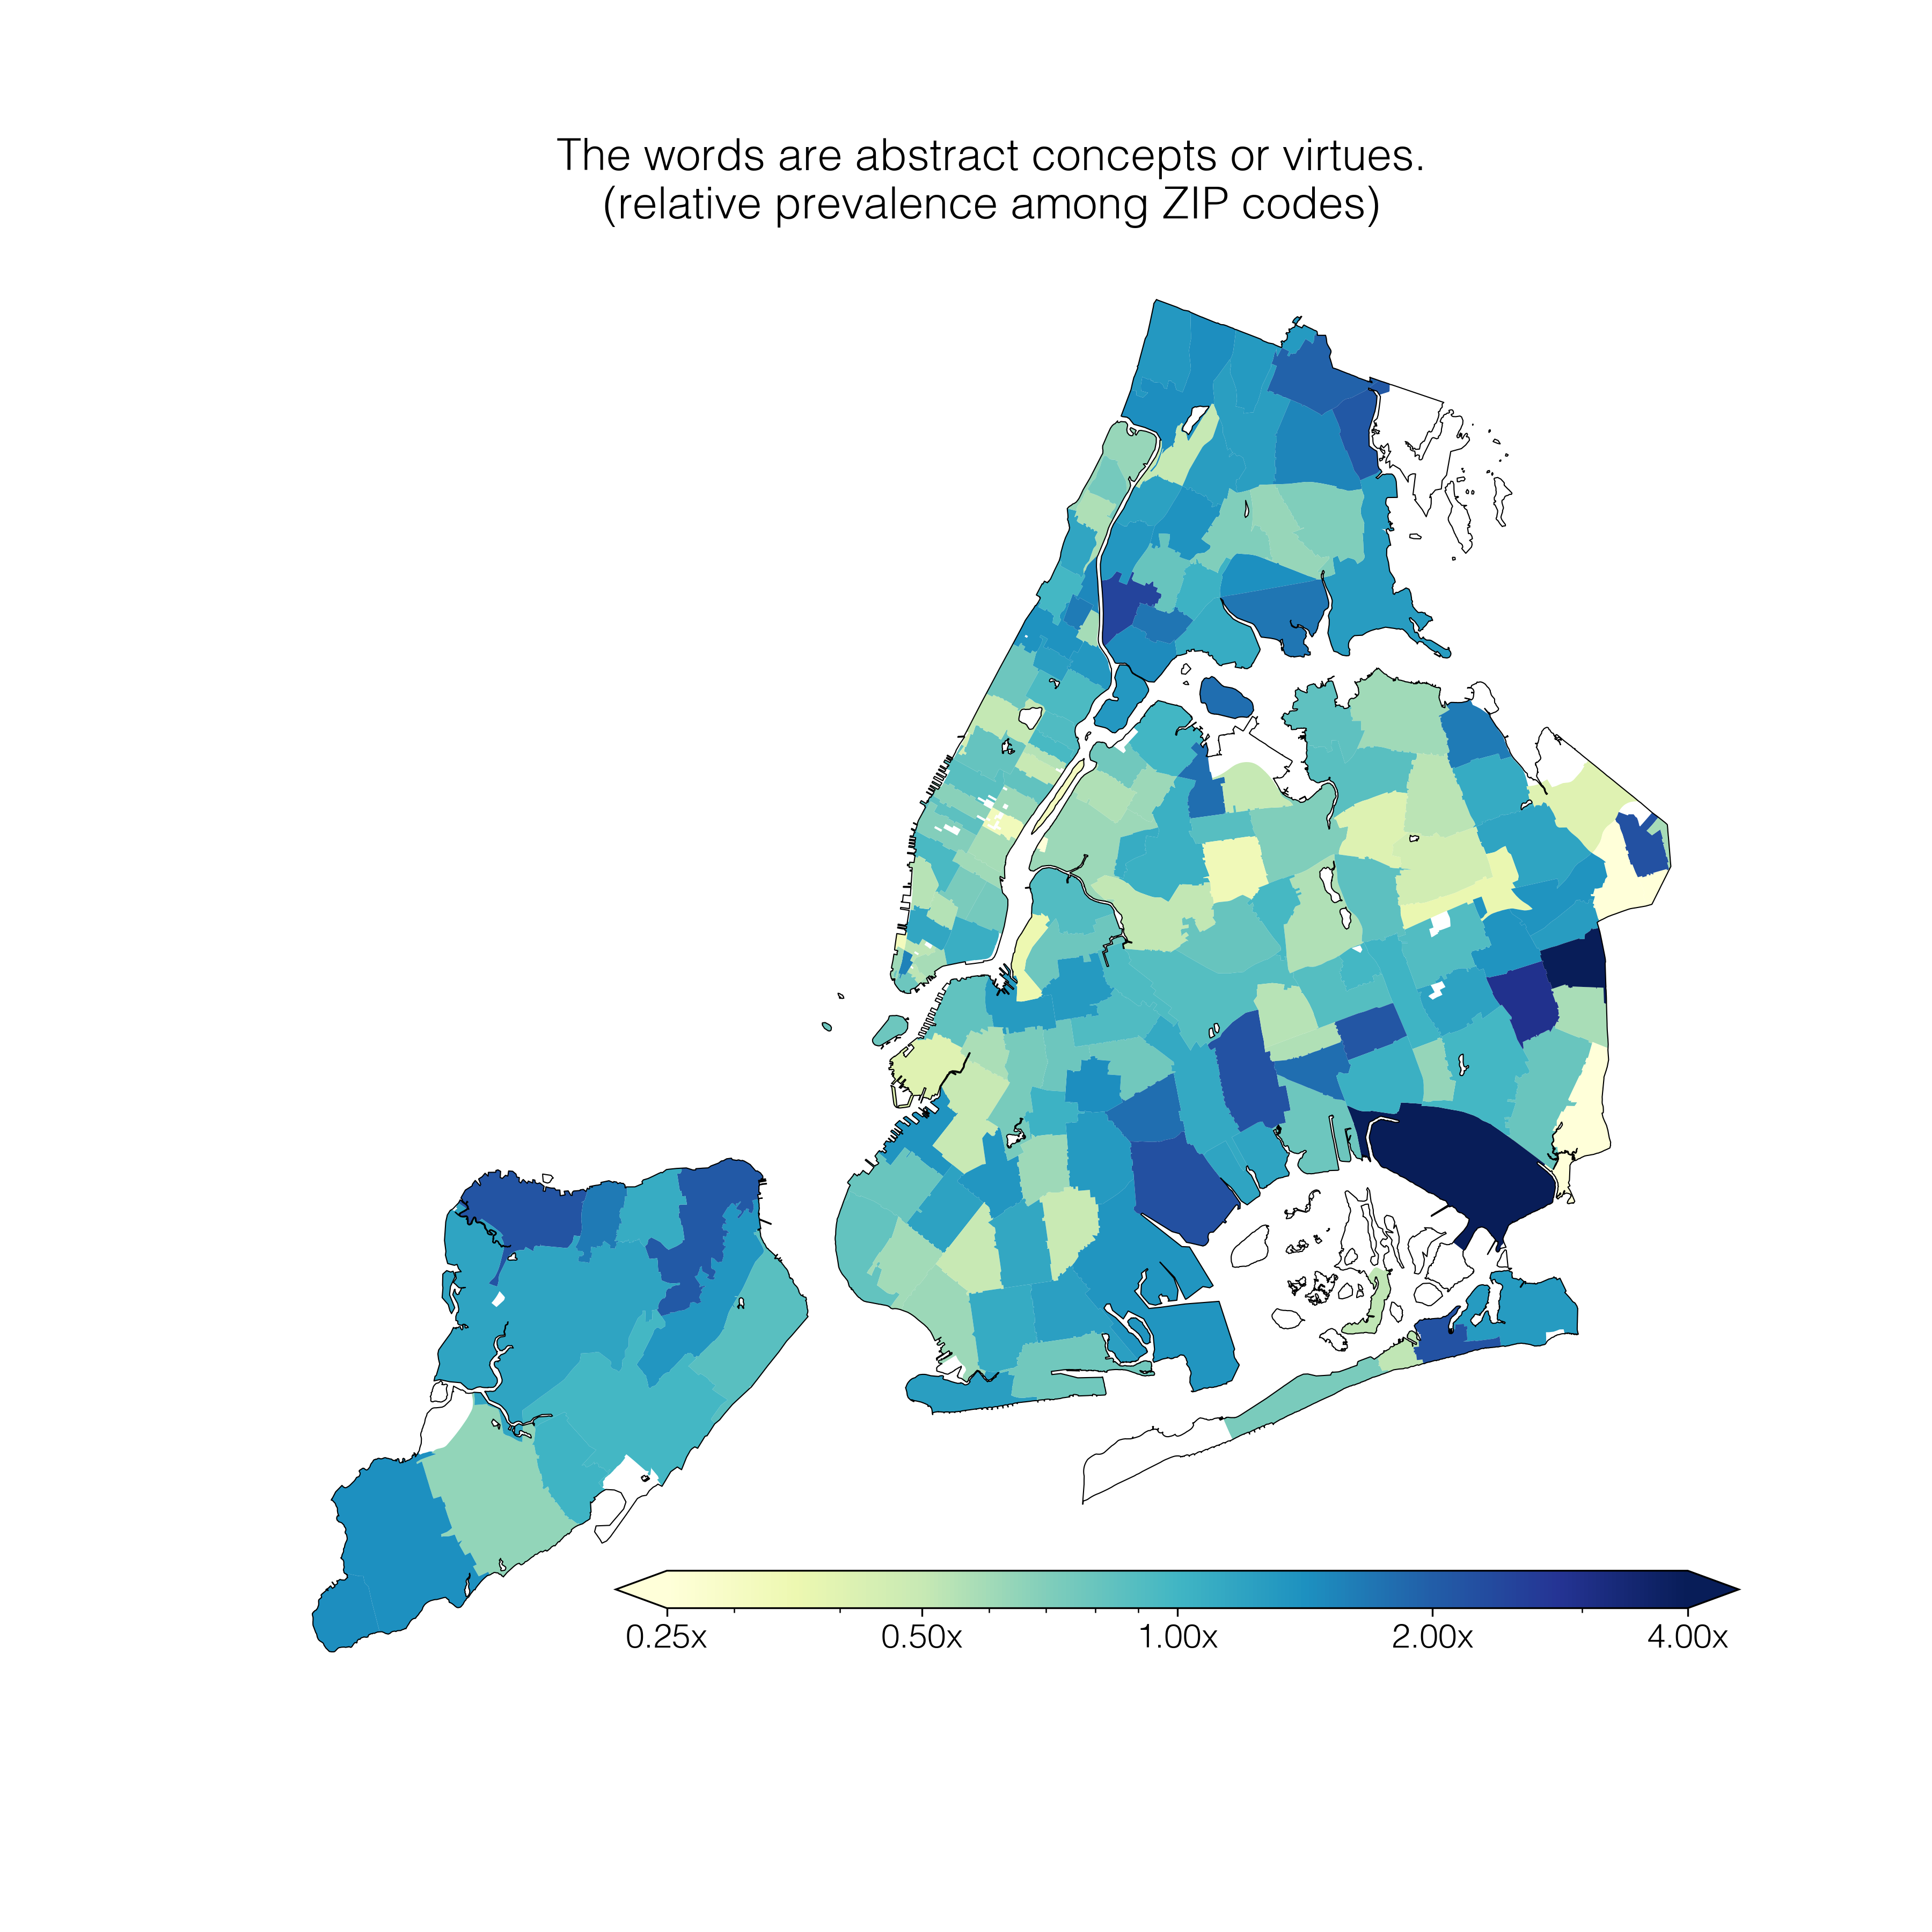 The words are abstract concepts or virtues.
(relative prevalence among ZIP codes)
0.25x 0.50x 1.00x 2.00x 4.00x